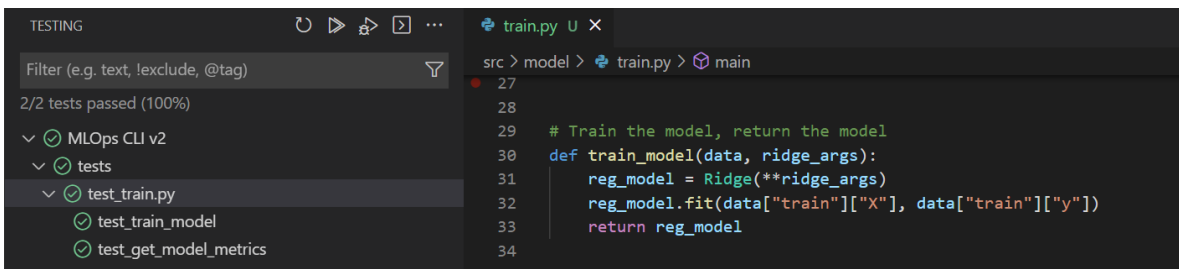 TESTING
Filter (e.g. text, !exclude, @tag)
2/2 tests passed (100%)
MLOps CLI v2
tests
test_train.py
test_train_model
test_get_model_metrics
train.py U
src > model > train.py > main
27
28
29 # Train the model, return the model
30 def train_model(data, ridge_args):
31     reg_model = Ridge(**ridge_args)
32     reg_model.fit(data["train"]["X"], data["train"]["y"])
33     return reg_model
34